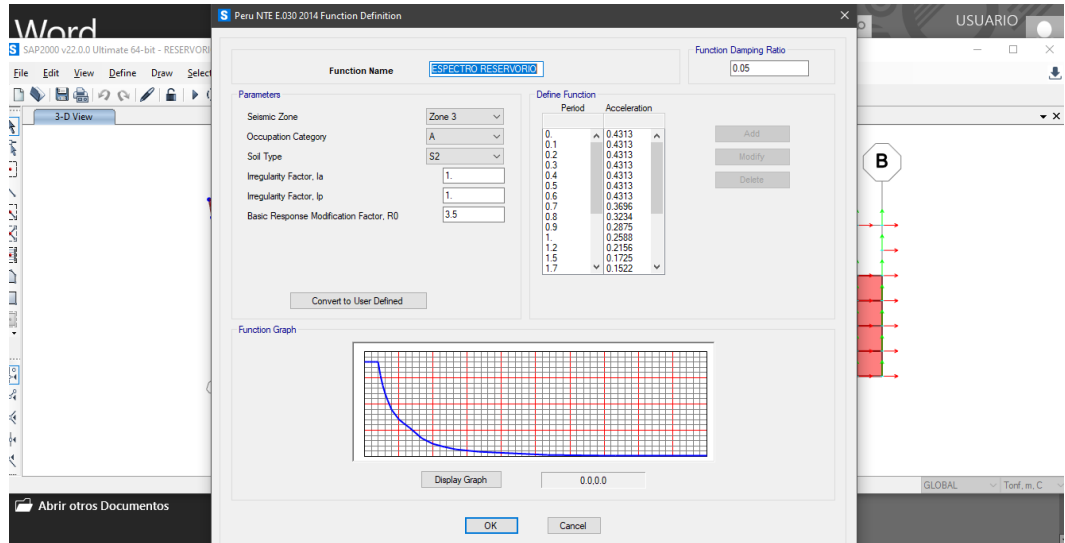 Word
USUARIO
SAP2000 v22.0.0 Ultimate 64-bit - RESERVORI
File Edit View Define Draw Select
3-D View
Peru NTE E.030 2014 Function Definition
Function Name
ESPECTRO RESERVORIO
Function Damping Ratio
0.05
Parameters
Seismic Zone Zone 3
Occupation Category A
Soil Type S2
Irregularity Factor, Ia 1.
Irregularity Factor, Ip 1.
Basic Response Modification Factor, R0 3.5
Convert to User Defined
Define Function
Period Acceleration
0. 0.4313
0.1 0.4313
0.2 0.4313
0.3 0.4313
0.4 0.4313
0.5 0.4313
0.6 0.4313
0.7 0.3696
0.8 0.3234
0.9 0.2875
1. 0.2588
1.2 0.2156
1.5 0.1725
1.7 0.1522
Add
Modify
Delete
Function Graph
Display Graph
0.0,0.0
OK Cancel
B
GLOBAL Tonf, m, C
Abrir otros Documentos